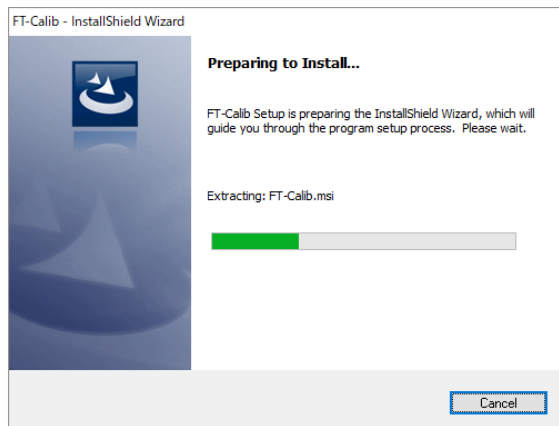 FT-Calib - InstallShield Wizard
Preparing to Install...
FT-Calib Setup is preparing the InstallShield Wizard, which will
guide you through the program setup process. Please wait.
Extracting: FT-Calib.msi
Cancel